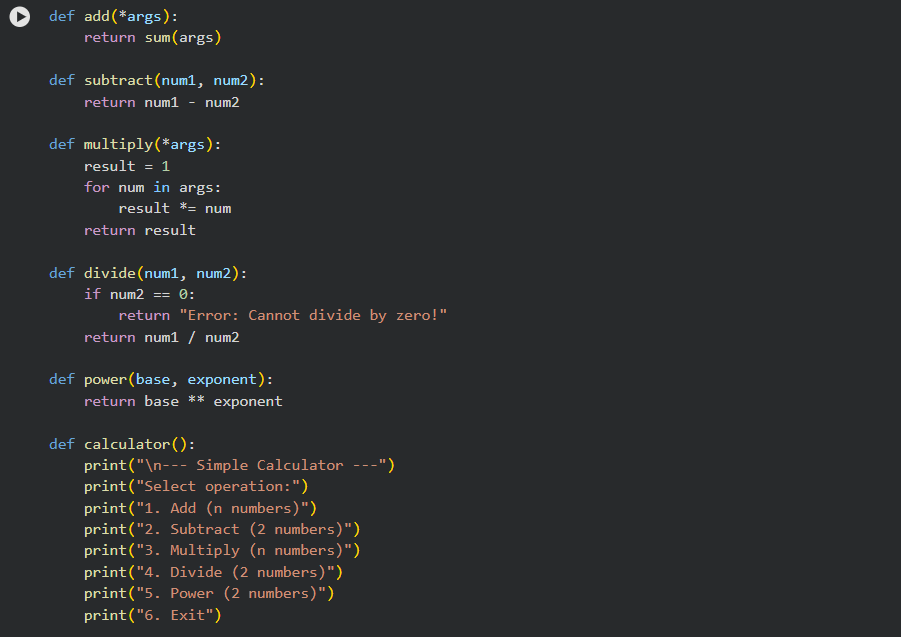 def add(*args):
    return sum(args)

def subtract(num1, num2):
    return num1 - num2

def multiply(*args):
    result = 1
    for num in args:
        result *= num
    return result

def divide(num1, num2):
    if num2 == 0:
        return "Error: Cannot divide by zero!"
    return num1 / num2

def power(base, exponent):
    return base ** exponent

def calculator():
    print("\n--- Simple Calculator ---")
    print("Select operation:")
    print("1. Add (n numbers)")
    print("2. Subtract (2 numbers)")
    print("3. Multiply (n numbers)")
    print("4. Divide (2 numbers)")
    print("5. Power (2 numbers)")
    print("6. Exit")